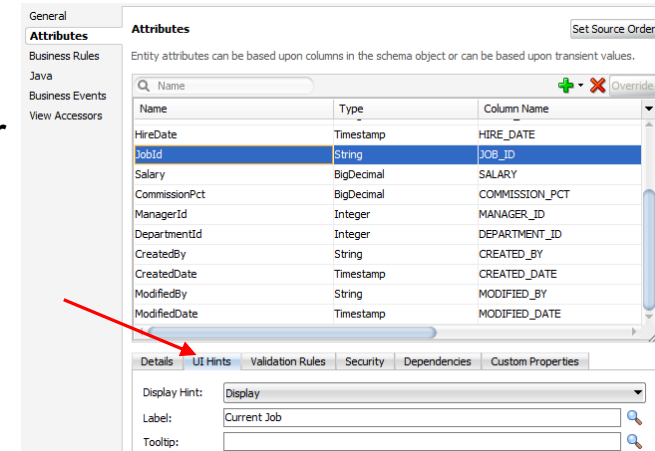 General
Attributes
Business Rules
Java
Business Events
View Accessors
r
Attributes
Set Source Order
Entity attributes can be based upon columns in the schema object or can be based upon transient values.
Name
Override
Name Type Column Name
HireDate Timestamp HIRE_DATE
JobId String JOB_ID
Salary BigDecimal SALARY
CommissionPct BigDecimal COMMISSION_PCT
ManagerId Integer MANAGER_ID
DepartmentId Integer DEPARTMENT_ID
CreatedBy String CREATED_BY
CreatedDate Timestamp CREATED_DATE
ModifiedBy String MODIFIED_BY
ModifiedDate Timestamp MODIFIED_DATE
Details UI Hints Validation Rules Security Dependencies Custom Properties
Display Hint: Display
Label: Current Job
Tooltip: